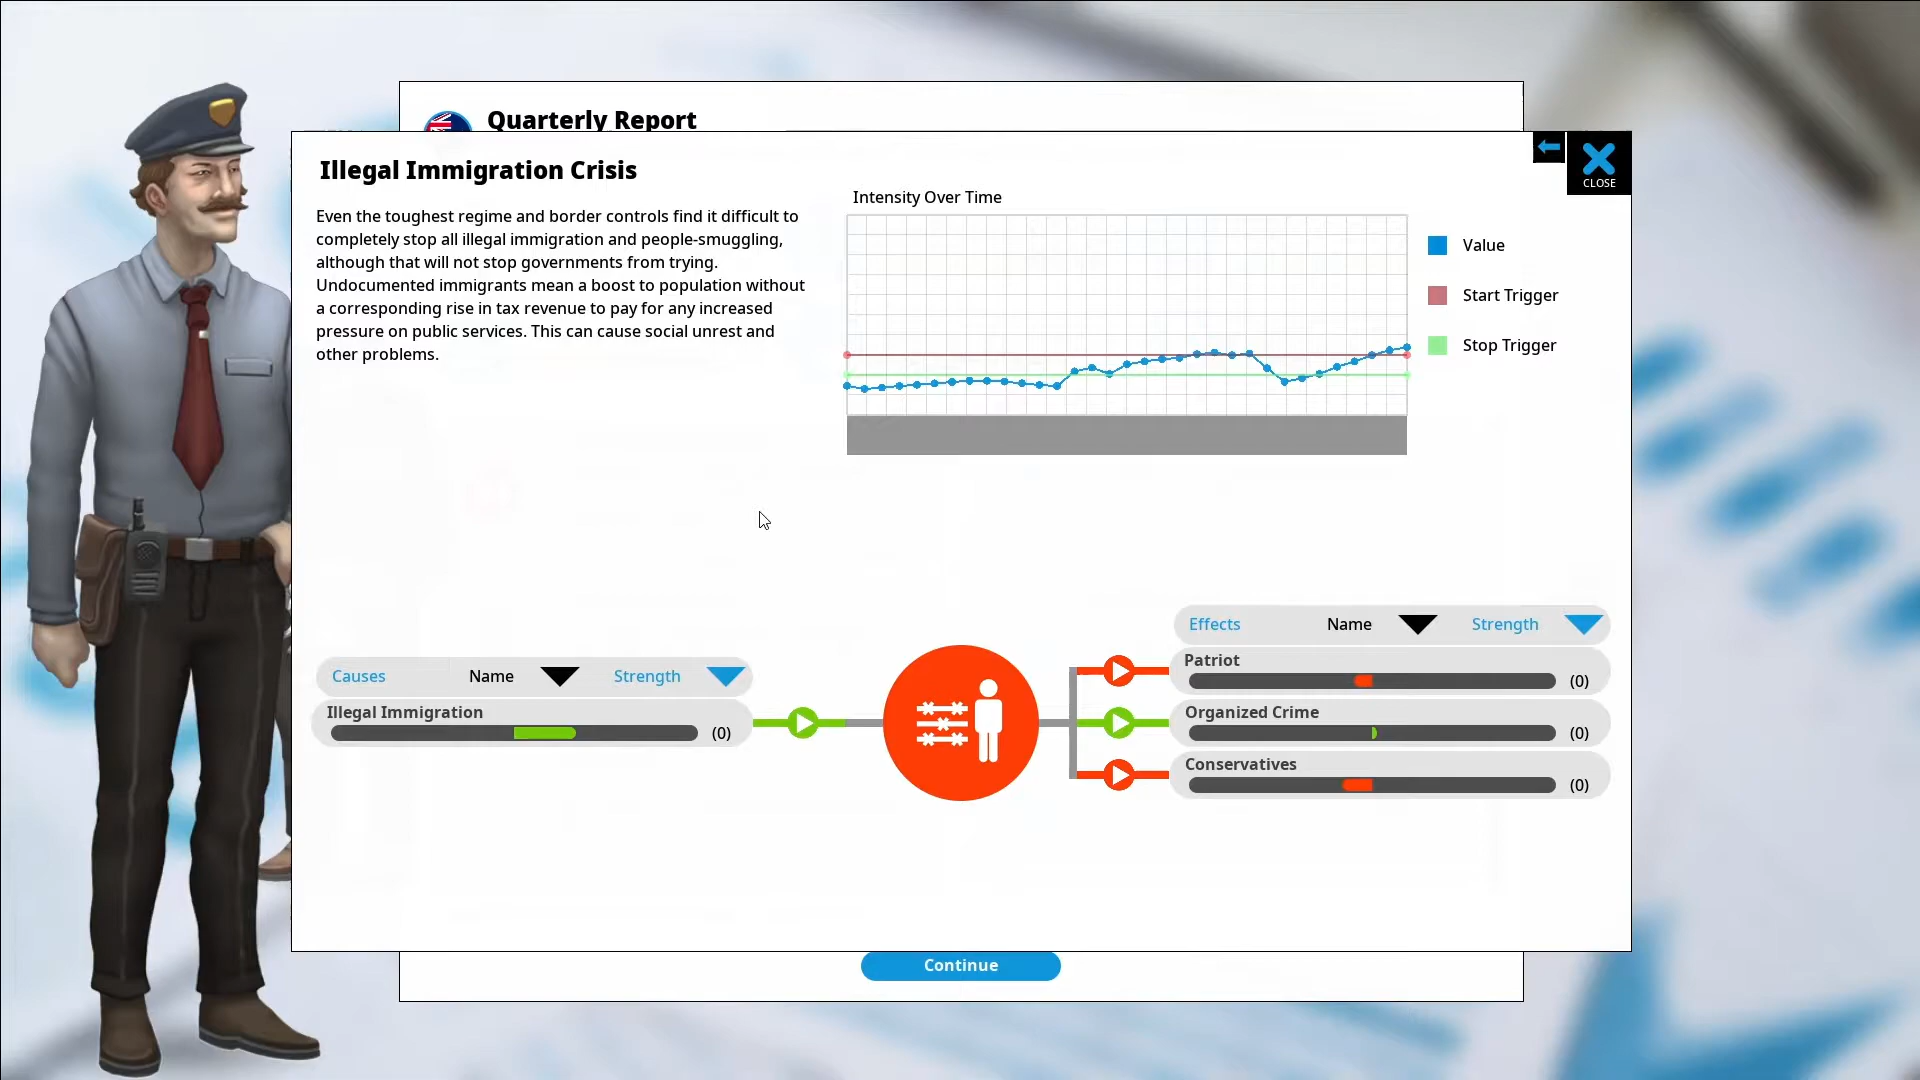 Quarterly Report
Illegal Immigration Crisis
CLOSE
Even the toughest regime and border controls find it difficult to
completely stop all illegal immigration and people-smuggling,
although that will not stop governments from trying.
Undocumented immigrants mean a boost to population without
a corresponding rise in tax revenue to pay for any increased
pressure on public services. This can cause social unrest and
other problems.
Intensity Over Time
Value
Start Trigger
Stop Trigger
Causes Name Strength
Illegal Immigration
(0)
Effects Name Strength
Patriot
(0)
Organized Crime
(0)
Conservatives
(0)
Continue